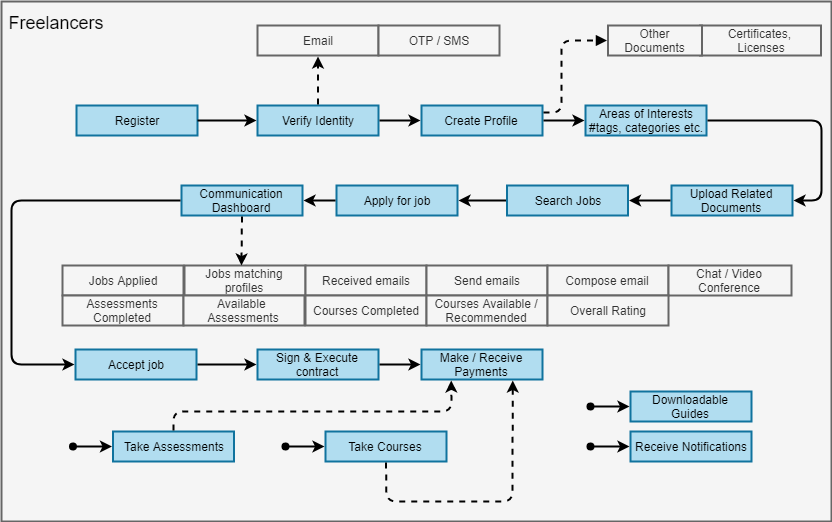 Freelancers
Email
OTP / SMS
Other
Documents
Certificates,
Licenses
Register
Verify Identity
Create Profile
Areas of Interests
#tags, categories etc.
Communication
Dashboard
Apply for job
Search Jobs
Upload Related
Documents
Jobs Applied
Jobs matching
profiles
Received emails
Send emails
Compose email
Chat / Video
Conference
Assessments
Completed
Available
Assessments
Courses Completed
Courses Available /
Recommended
Overall Rating
Accept job
Sign & Execute
contract
Make / Receive
Payments
Downloadable
Guides
Take Assessments
Take Courses
Receive Notifications